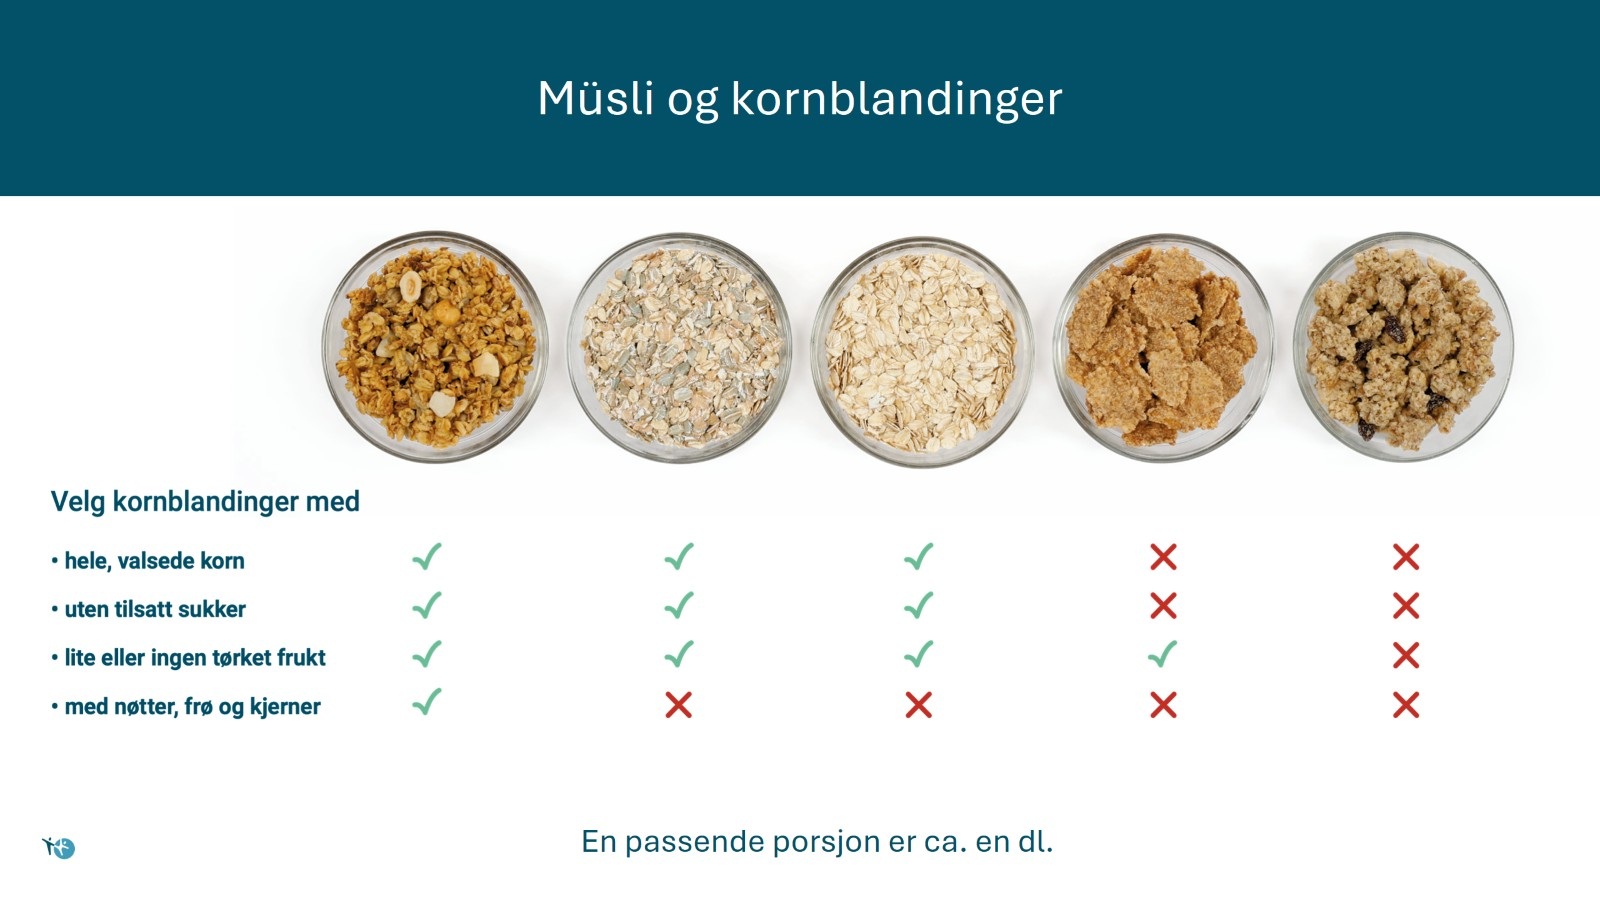 Müsli og kornblandinger
Velg kornblandinger med
• hele, valsede korn
• uten tilsatt sukker
• lite eller ingen tørket frukt
• med nøtter, frø og kjerner
En passende porsjon er ca. en dl.